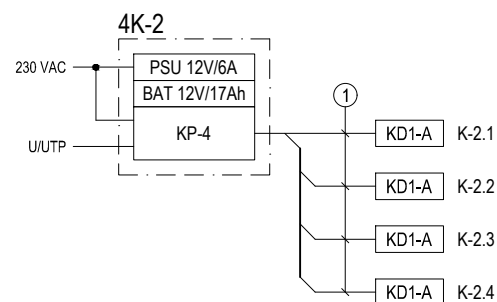 4K-2
230 VAC
PSU 12V/6A
BAT 12V/17Ah
1
KP-4
KD1-A K-2.1
U/UTP
KD1-A K-2.2
KD1-A K-2.3
KD1-A K-2.4